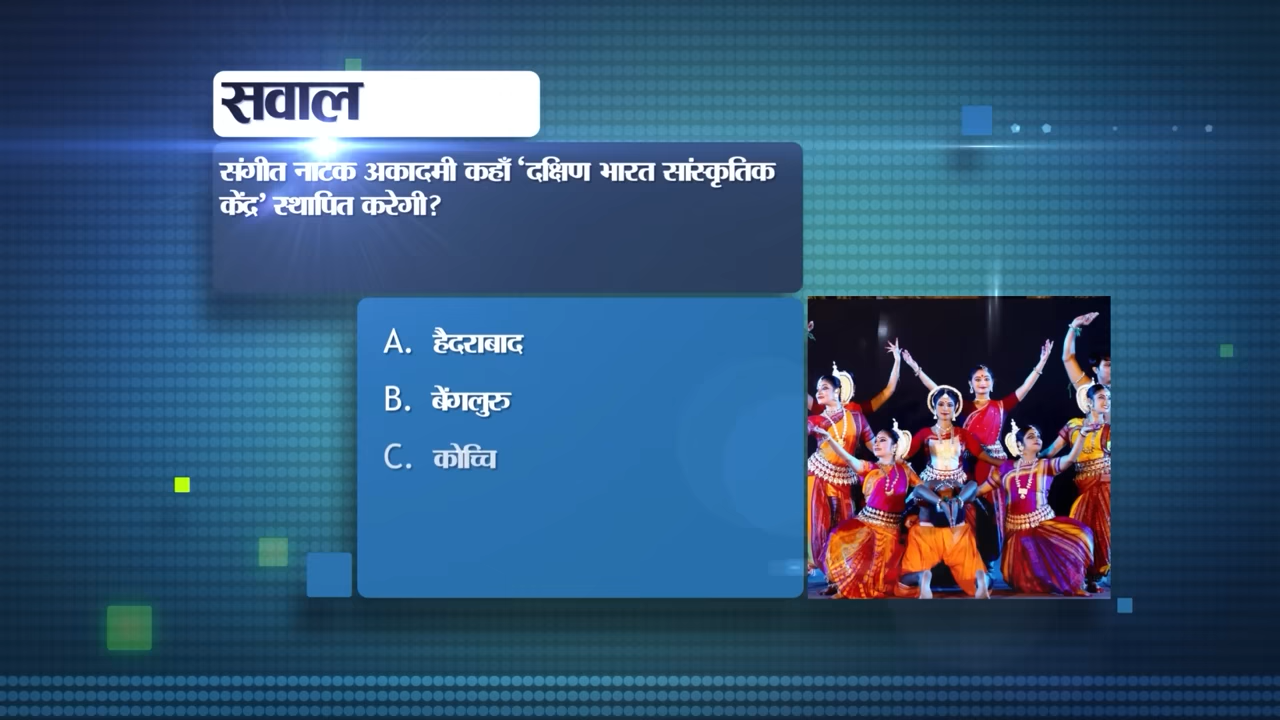 सवाल
संगीत नाटक अकादमी कहाँ ‘दक्षिण भारत सांस्कृतिक
केंद्र’ स्थापित करेगी?
A. हैदराबाद
B. बेंगलुरु
C. कोच्चि